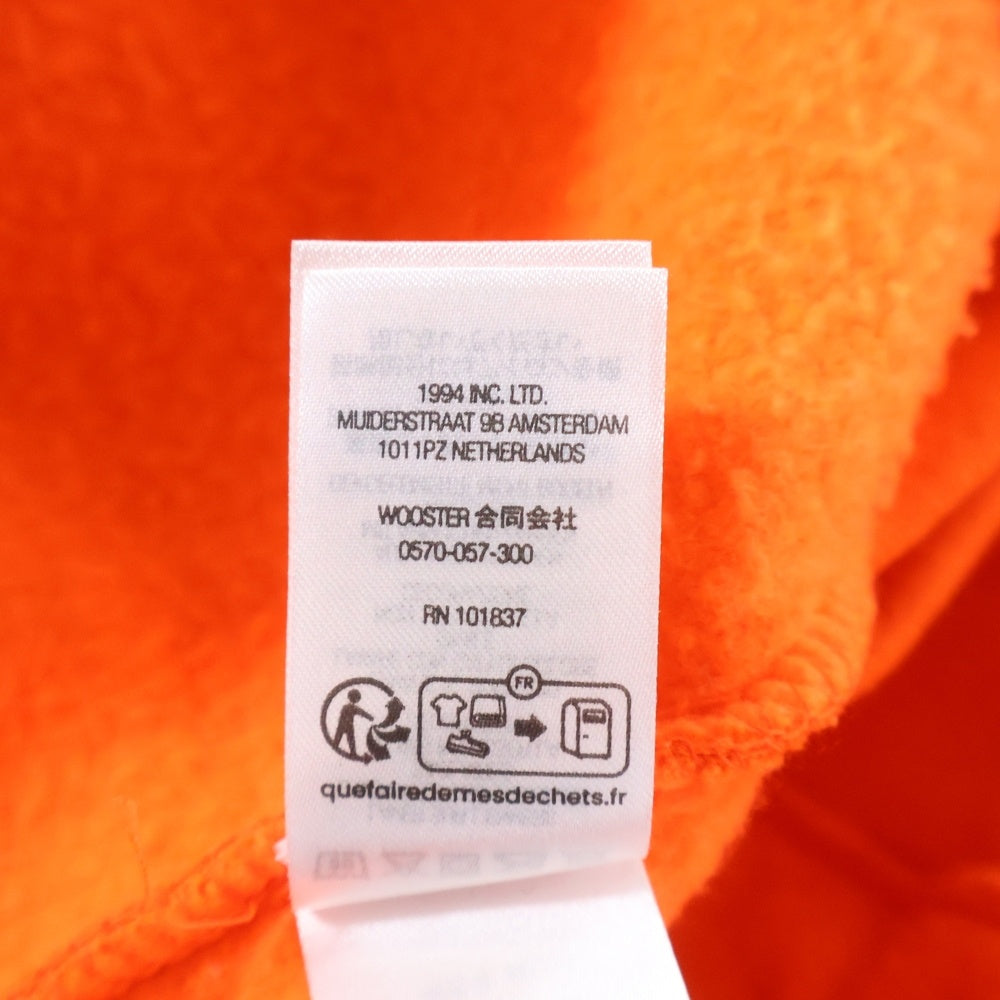 1994 INC. LTD.
MUIDERSTRAAT 9B AMSTERDAM
1011PZ NETHERLANDS
WOOSTER 合同会社
0570-057-300
RN 101837
FR
quefairedemesdechets.fr